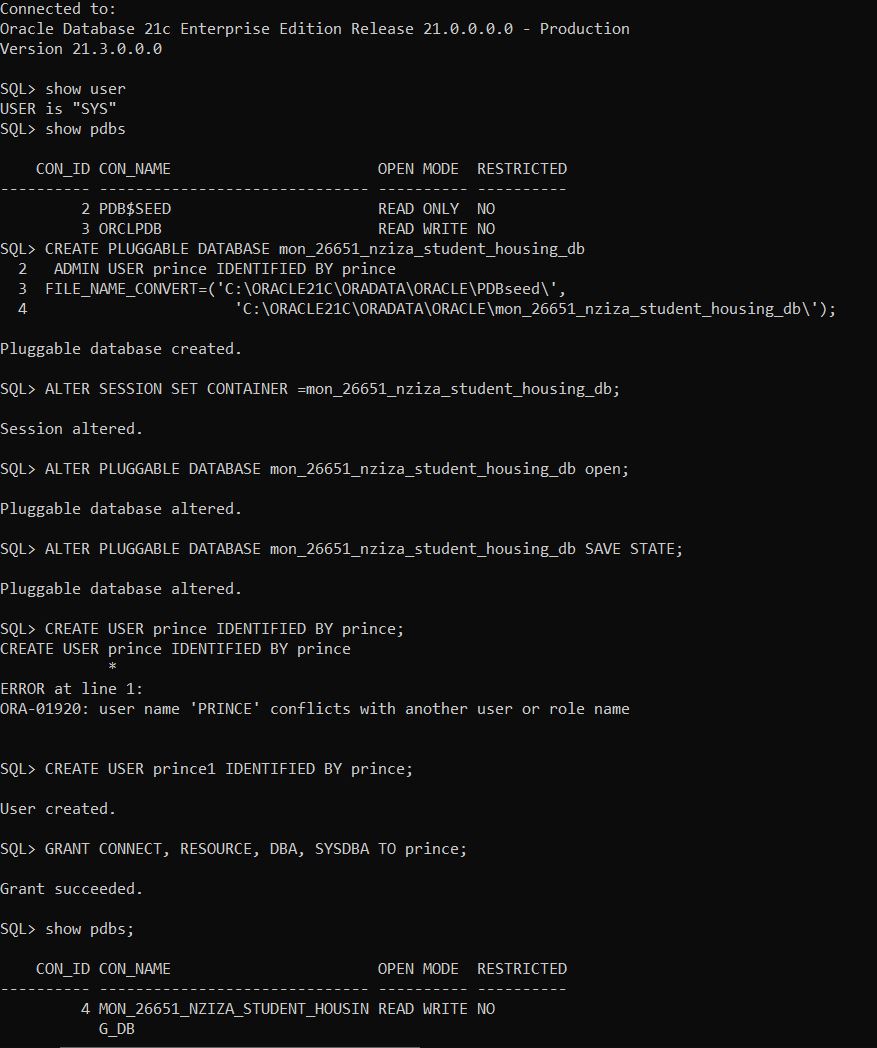 Connected to:
Oracle Database 21c Enterprise Edition Release 21.0.0.0.0 - Production
Version 21.3.0.0.0
SQL> show user
USER is "SYS"
SQL> show pdbs
    CON_ID CON_NAME                       OPEN MODE  RESTRICTED
---------- ------------------------------ ---------- ----------
         2 PDB$SEED                       READ ONLY  NO
         3 ORCLPDB                        READ WRITE NO
SQL> CREATE PLUGGABLE DATABASE mon_26651_nziza_student_housing_db
  2   ADMIN USER prince IDENTIFIED BY prince
  3  FILE_NAME_CONVERT=('C:\ORACLE21C\ORADATA\ORACLE\PDBseed\',
  4                       'C:\ORACLE21C\ORADATA\ORACLE\mon_26651_nziza_student_housing_db\');
Pluggable database created.
SQL> ALTER SESSION SET CONTAINER =mon_26651_nziza_student_housing_db;
Session altered.
SQL> ALTER PLUGGABLE DATABASE mon_26651_nziza_student_housing_db open;
Pluggable database altered.
SQL> ALTER PLUGGABLE DATABASE mon_26651_nziza_student_housing_db SAVE STATE;
Pluggable database altered.
SQL> CREATE USER prince IDENTIFIED BY prince;
CREATE USER prince IDENTIFIED BY prince
            *
ERROR at line 1:
ORA-01920: user name 'PRINCE' conflicts with another user or role name
SQL> CREATE USER prince1 IDENTIFIED BY prince;
User created.
SQL> GRANT CONNECT, RESOURCE, DBA, SYSDBA TO prince;
Grant succeeded.
SQL> show pdbs;
    CON_ID CON_NAME                       OPEN MODE  RESTRICTED
---------- ------------------------------ ---------- ----------
         4 MON_26651_NZIZA_STUDENT_HOUSIN READ WRITE NO
           G_DB